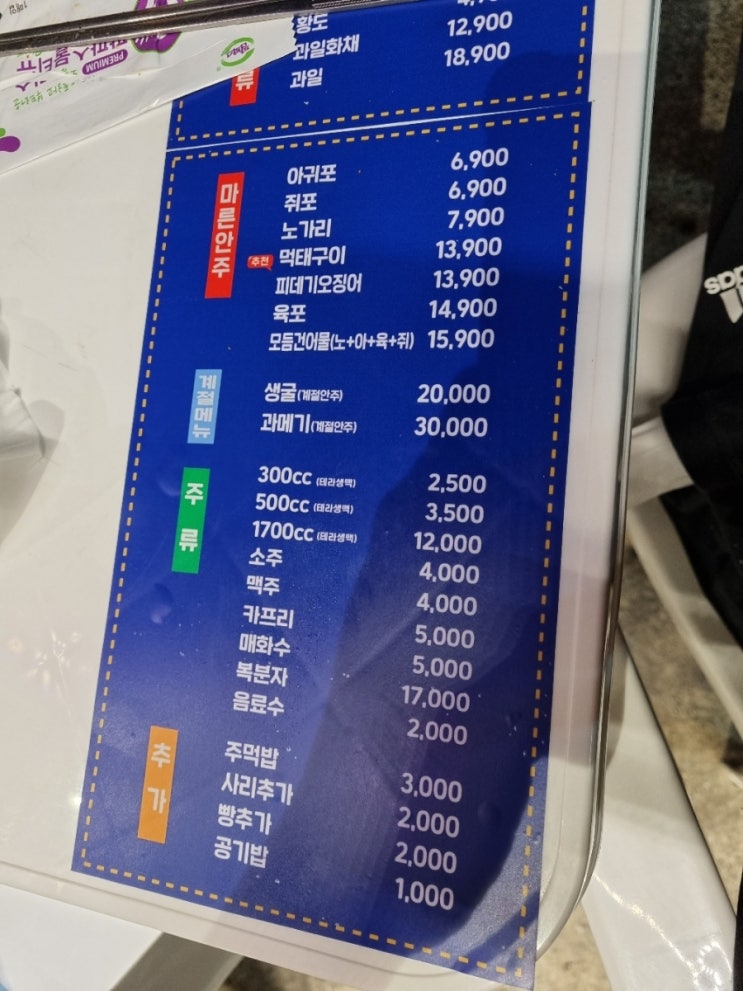 PREMIUM
황도
과일화채 12,900
과일 18,900
류
마른안주
아귀포 6,900
쥐포 6,900
노가리 7,900
추천 먹태구이 13,900
피데기오징어 13,900
육포 14,900
모듬건어물(노+아+육+쥐) 15,900
계절메뉴
생굴(계절안주) 20,000
과메기(계절안주) 30,000
주류
300cc (테라생맥) 2,500
500cc (테라생맥) 3,500
1700cc (테라생맥) 12,000
소주 4,000
맥주 4,000
카프리 5,000
매화수 5,000
복분자 17,000
음료수 2,000
추가
주먹밥 3,000
사리추가 2,000
빵추가 2,000
공기밥 1,000
adidas